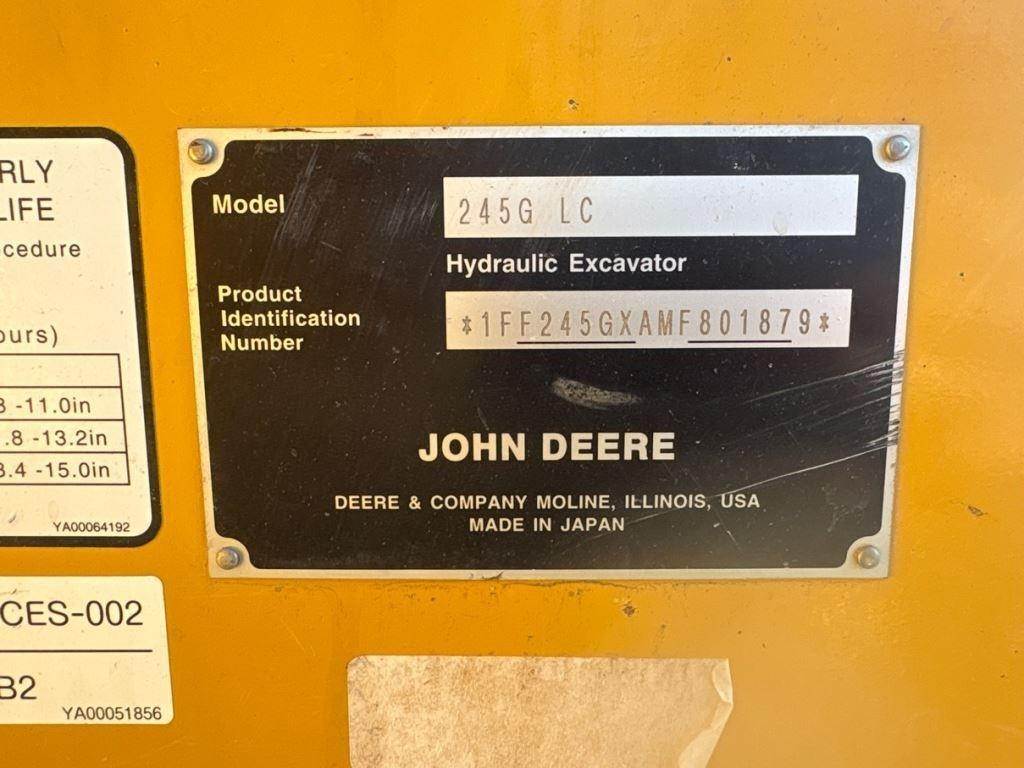 RLY
LIFE
cedure
ours)
8 -11.0in
.8 -13.2in
3.4 -15.0in
YA00064192
CES-002
B2
YA00051856
Model 245G LC
Hydraulic Excavator
Product
Identification
Number
*1FF245GXAMF801879*
JOHN DEERE
DEERE & COMPANY MOLINE, ILLINOIS, USA
MADE IN JAPAN